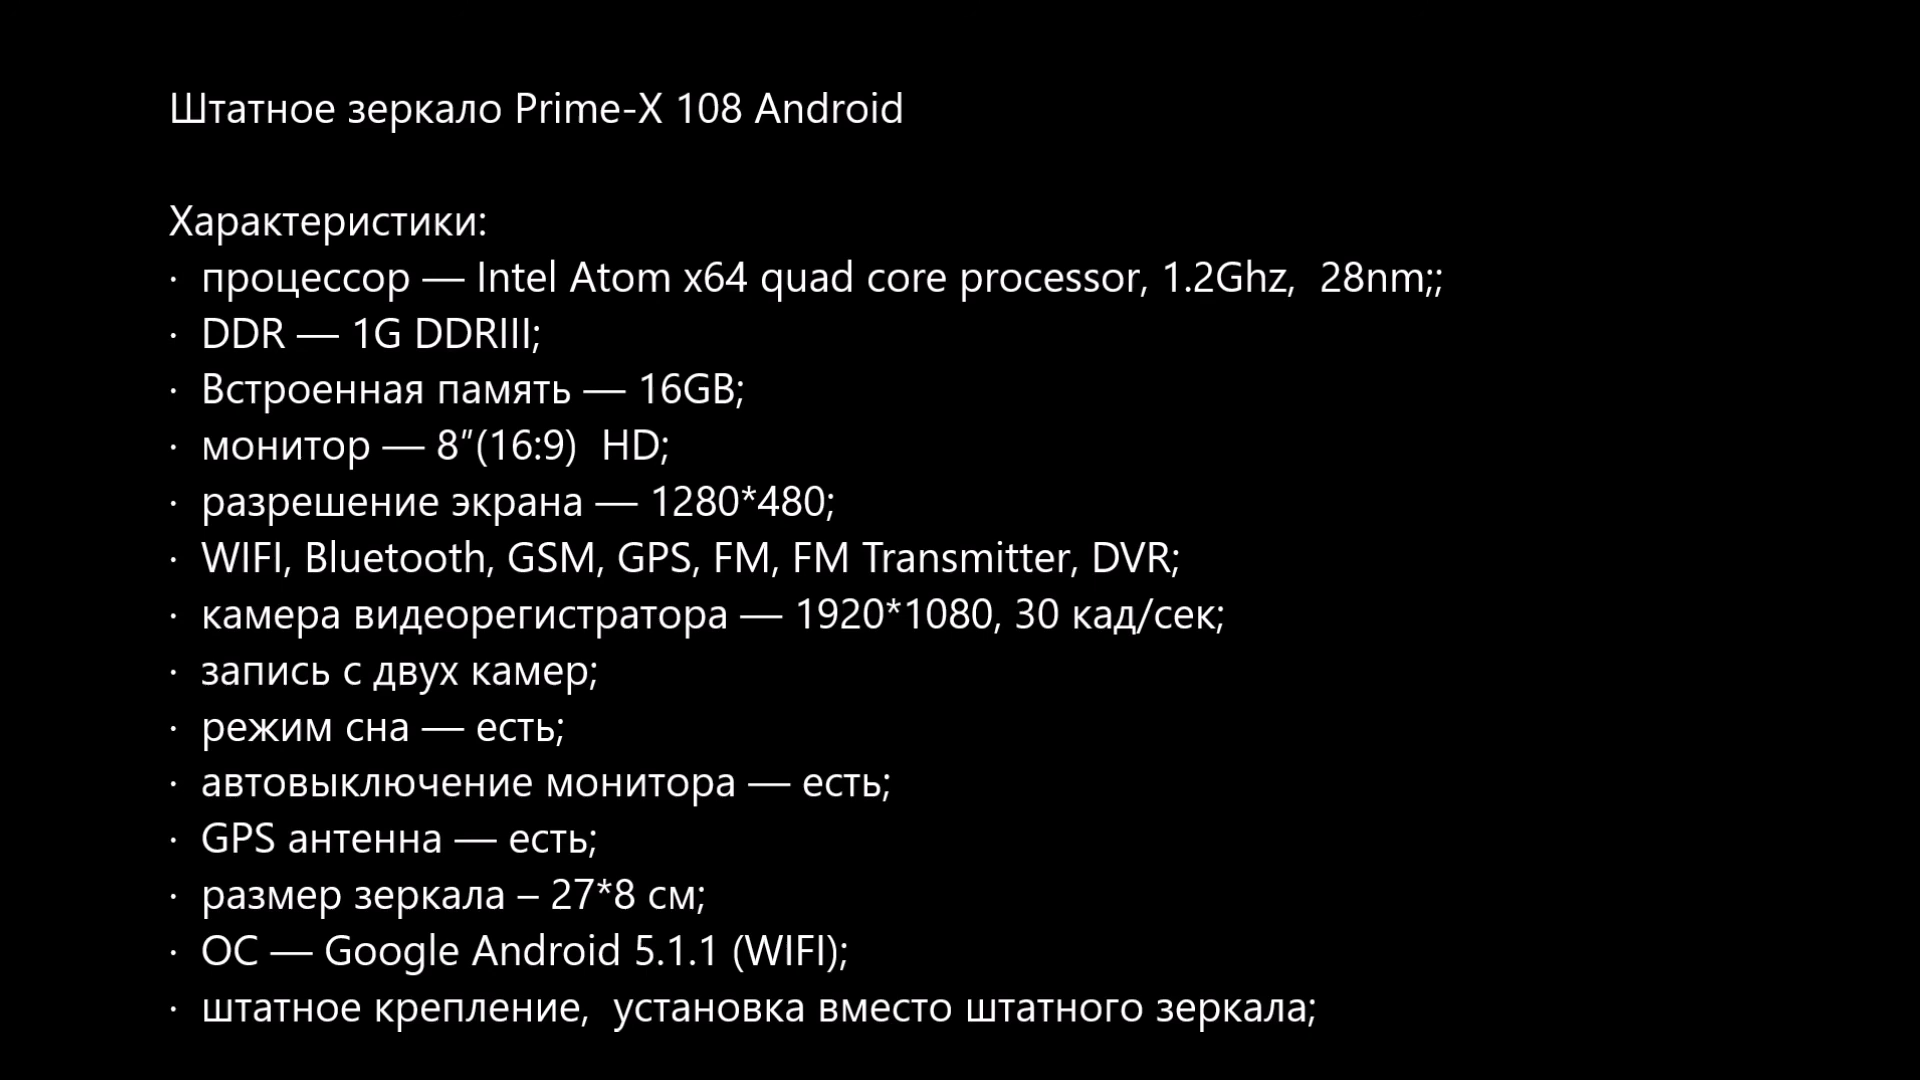 Штатное зеркало Prime-X 108 Android
Характеристики:
· процессор — Intel Atom x64 quad core processor, 1.2Ghz,  28nm;;
· DDR — 1G DDRIII;
· Встроенная память — 16GB;
· монитор — 8″(16:9)  HD;
· разрешение экрана — 1280*480;
· WIFI, Bluetooth, GSM, GPS, FM, FM Transmitter, DVR;
· камера видеорегистратора — 1920*1080, 30 кад/сек;
· запись с двух камер;
· режим сна — есть;
· автовыключение монитора — есть;
· GPS антенна — есть;
· размер зеркала – 27*8 см;
· ОС — Google Android 5.1.1 (WIFI);
· штатное крепление,  установка вместо штатного зеркала;